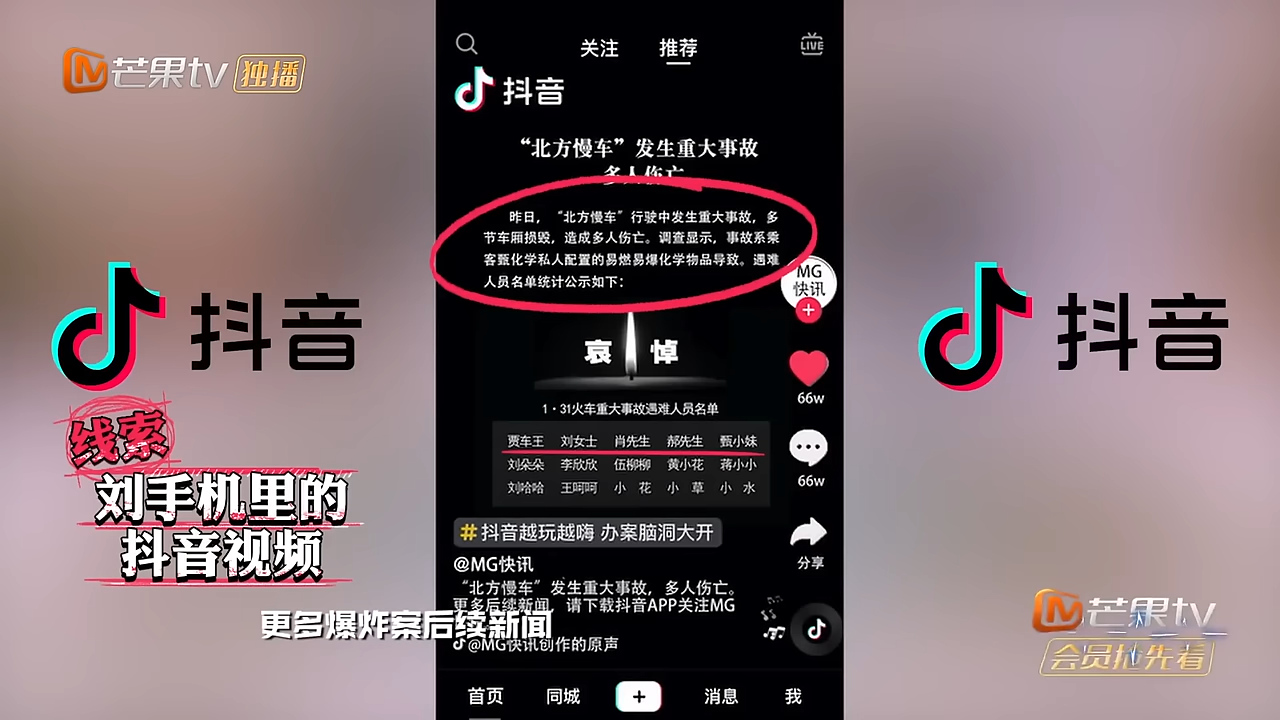 芒果tv 独播
关注 推荐
LIVE
抖音
“北方慢车”发生重大事故
多人伤亡
昨日，“北方慢车”行驶中发生重大事故，多
节车厢损毁，造成多人伤亡。调查显示，事故系乘
客甄化学私人配置的易燃易爆化学物品导致。遇难
人员名单统计公示如下：
MG
快讯
抖音
抖音
哀悼
66w
1·31火车重大事故遇难人员名单
贾车王 刘女士 肖先生 郝先生 甄小妹
刘朵朵 李欣欣 伍柳柳 黄小花 蒋小小
刘哈哈 王呵呵 小花 小草 小水
66w
线索
刘手机里的
抖音视频
#抖音越玩越嗨 办案脑洞大开
分享
@MG快讯
“北方慢车”发生重大事故，多人伤亡。
更多后续新闻，请下载抖音APP关注MG
更多爆炸案后续新闻
@MG快讯创作的原声
芒果tv
会员抢先看
首页 同城 + 消息 我